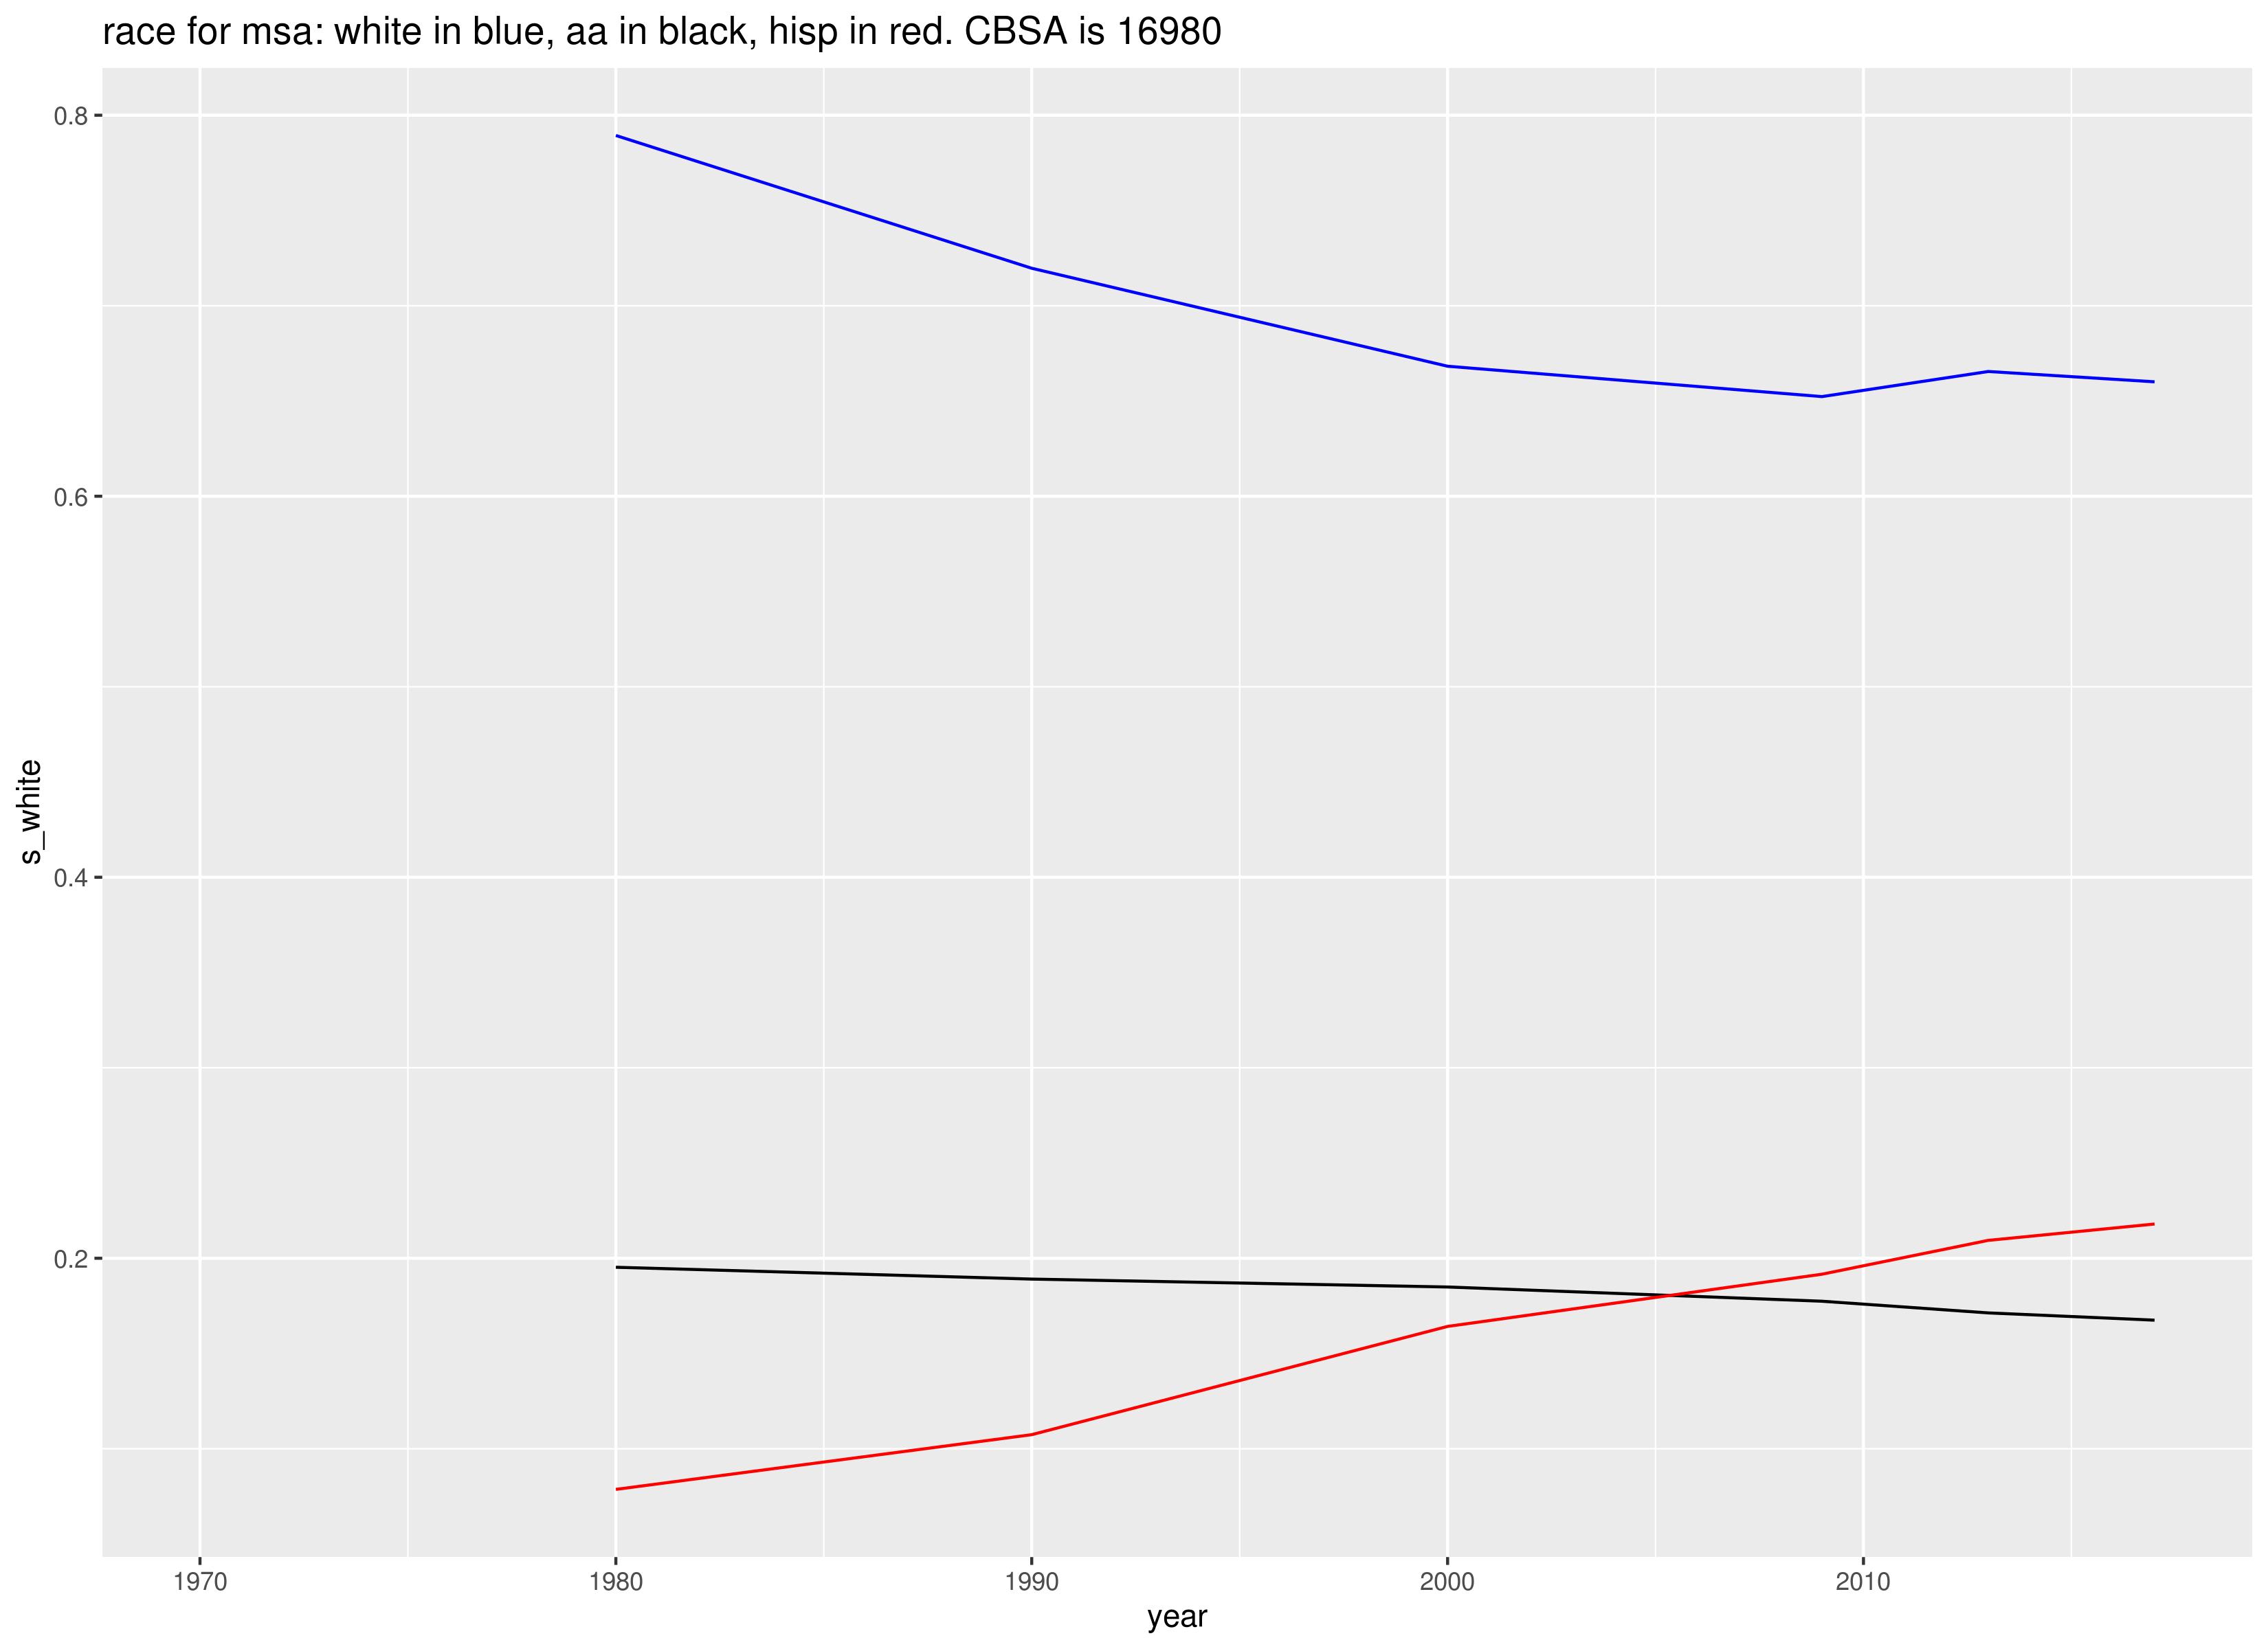 race for msa: white in blue, aa in black, hisp in red. CBSA is 16980
0.8
0.6
0.4
0.2
s_white
1970 1980 1990 2000 2010
year